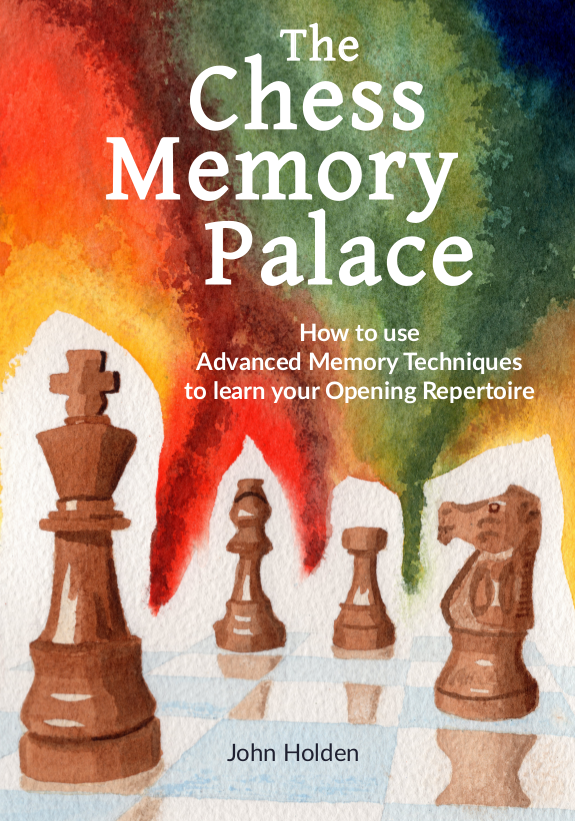 The
Chess
Memory
Palace
How to use
Advanced Memory Techniques
to learn your Opening Repertoire
John Holden